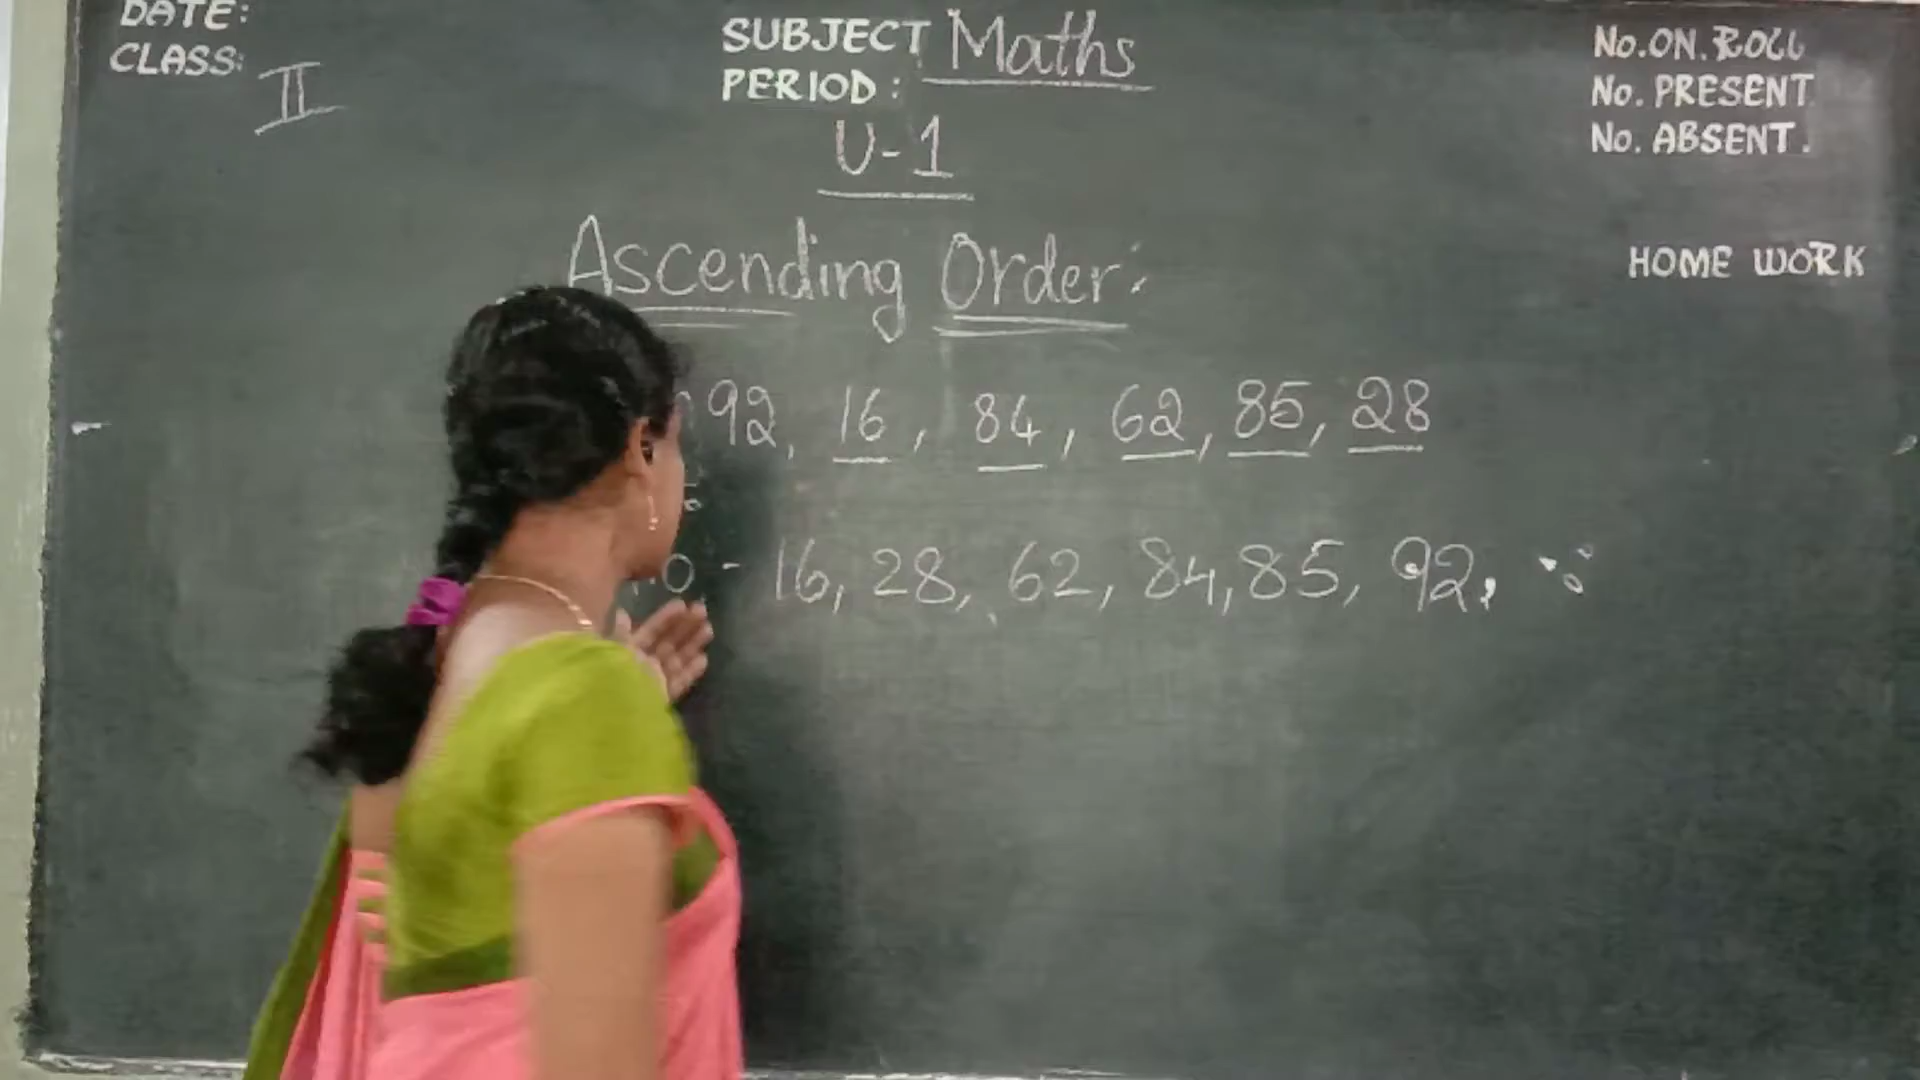 DATE:
CLASS: II
SUBJECT Maths
PERIOD :
No.ON.ROLL
No. PRESENT
No. ABSENT.
U-1
HOME WORK
Ascending Order:
92, 16, 84, 62, 85, 28
.O - 16, 28, 62, 84, 85, 92,